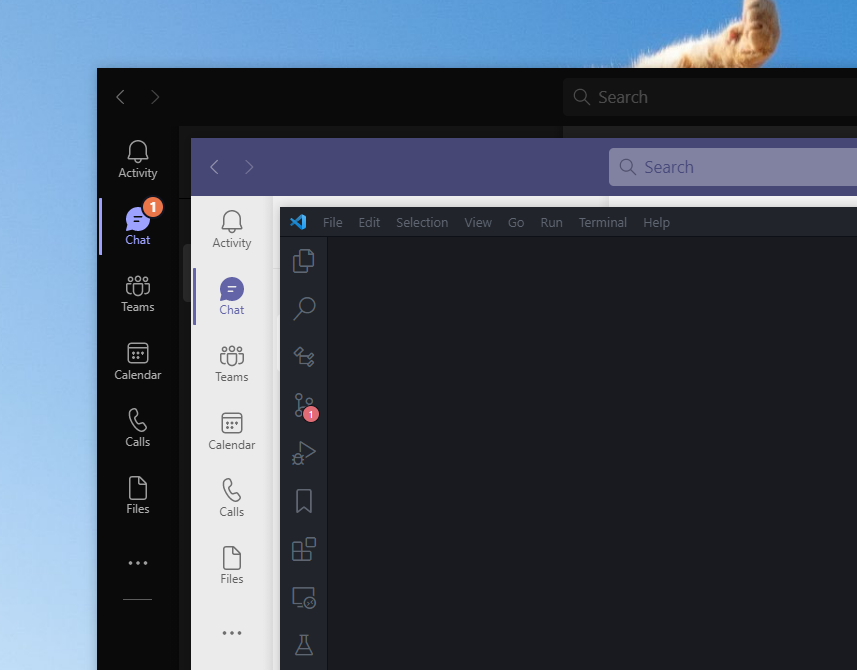 Search
Activity
1
Chat
Teams
Calendar
Calls
Files
Search
Activity
Chat
Teams
Calendar
Calls
Files
File Edit Selection View Go Run Terminal Help
1